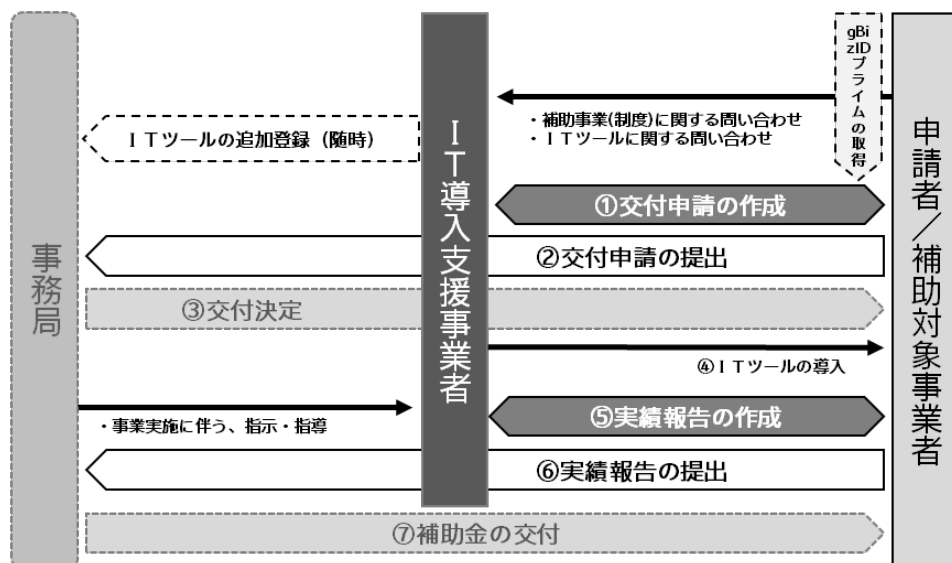 事務局
IT導入支援事業者
申請者/補助対象事業者
gBi
zID
プライムの取得
・補助事業(制度)に関する問い合わせ
・ITツールに関する問い合わせ
ITツールの追加登録(随時)
①交付申請の作成
②交付申請の提出
③交付決定
④ITツールの導入
・事業実施に伴う、指示・指導
⑤実績報告の作成
⑥実績報告の提出
⑦補助金の交付